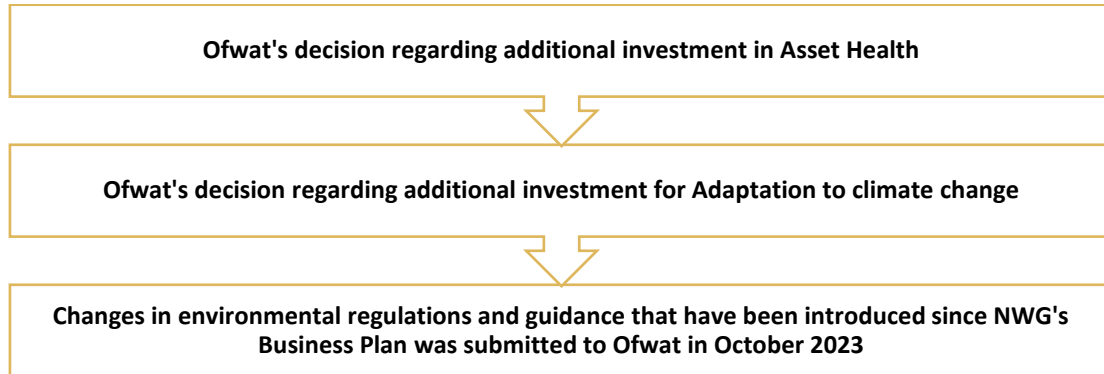 Ofwat's decision regarding additional investment in Asset Health
Ofwat's decision regarding additional investment for Adaptation to climate change
Changes in environmental regulations and guidance that have been introduced since NWG's
Business Plan was submitted to Ofwat in October 2023